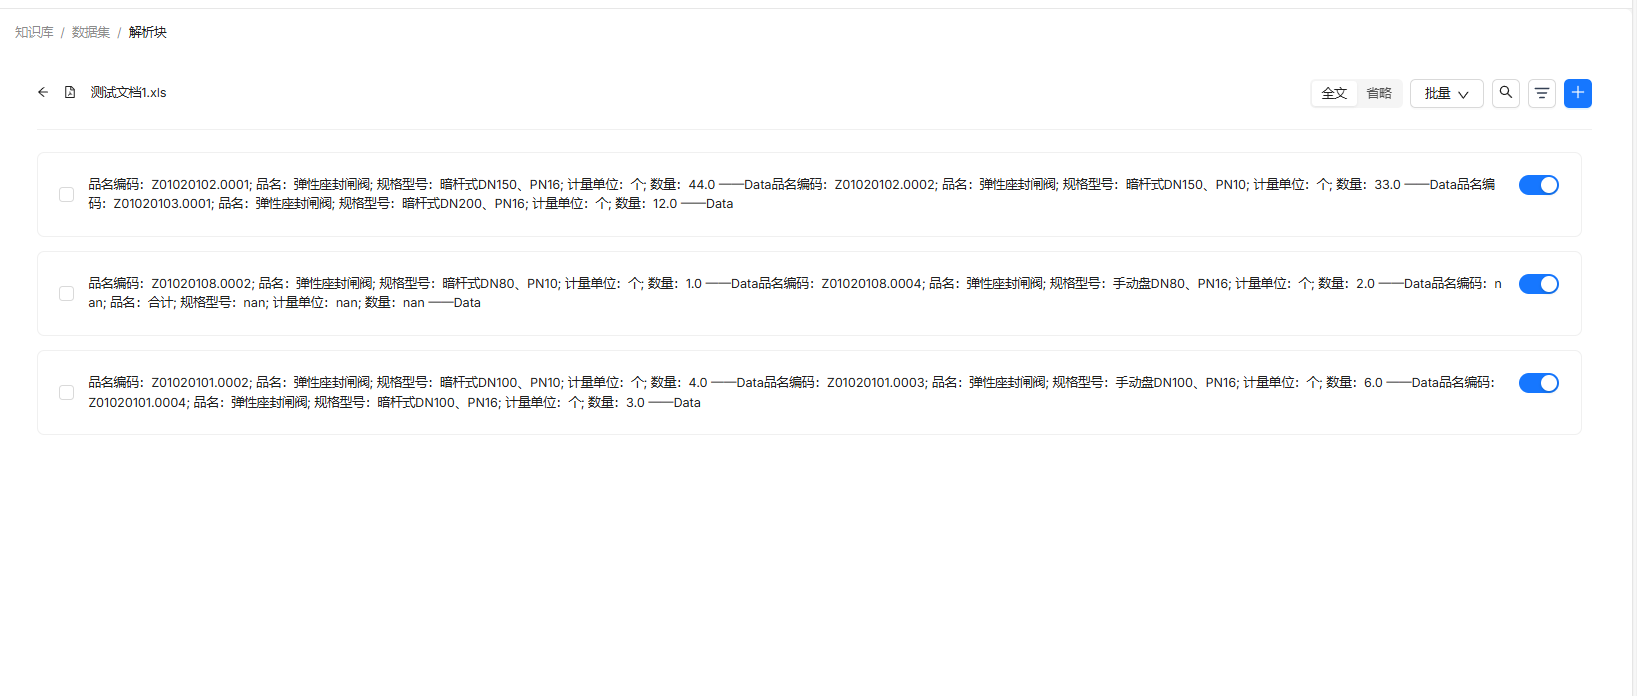 知识库 / 数据集 / 解析块
测试文档1.xls
全文 省略 批量
品名编码：Z01020102.0001; 品名：弹性座封闸阀; 规格型号：暗杆式DN150、PN16; 计量单位：个; 数量：44.0 ——Data品名编码：Z01020102.0002; 品名：弹性座封闸阀; 规格型号：暗杆式DN150、PN10; 计量单位：个; 数量：33.0 ——Data品名编
码：Z01020103.0001; 品名：弹性座封闸阀; 规格型号：暗杆式DN200、PN16; 计量单位：个; 数量：12.0 ——Data
品名编码：Z01020108.0002; 品名：弹性座封闸阀; 规格型号：暗杆式DN80、PN10; 计量单位：个; 数量：1.0 ——Data品名编码：Z01020108.0004; 品名：弹性座封闸阀; 规格型号：手动盘DN80、PN16; 计量单位：个; 数量：2.0 ——Data品名编码：n
an; 品名：合计; 规格型号：nan; 计量单位：nan; 数量：nan ——Data
品名编码：Z01020101.0002; 品名：弹性座封闸阀; 规格型号：暗杆式DN100、PN10; 计量单位：个; 数量：4.0 ——Data品名编码：Z01020101.0003; 品名：弹性座封闸阀; 规格型号：手动盘DN100、PN16; 计量单位：个; 数量：6.0 ——Data品名编码：
Z01020101.0004; 品名：弹性座封闸阀; 规格型号：暗杆式DN100、PN16; 计量单位：个; 数量：3.0 ——Data